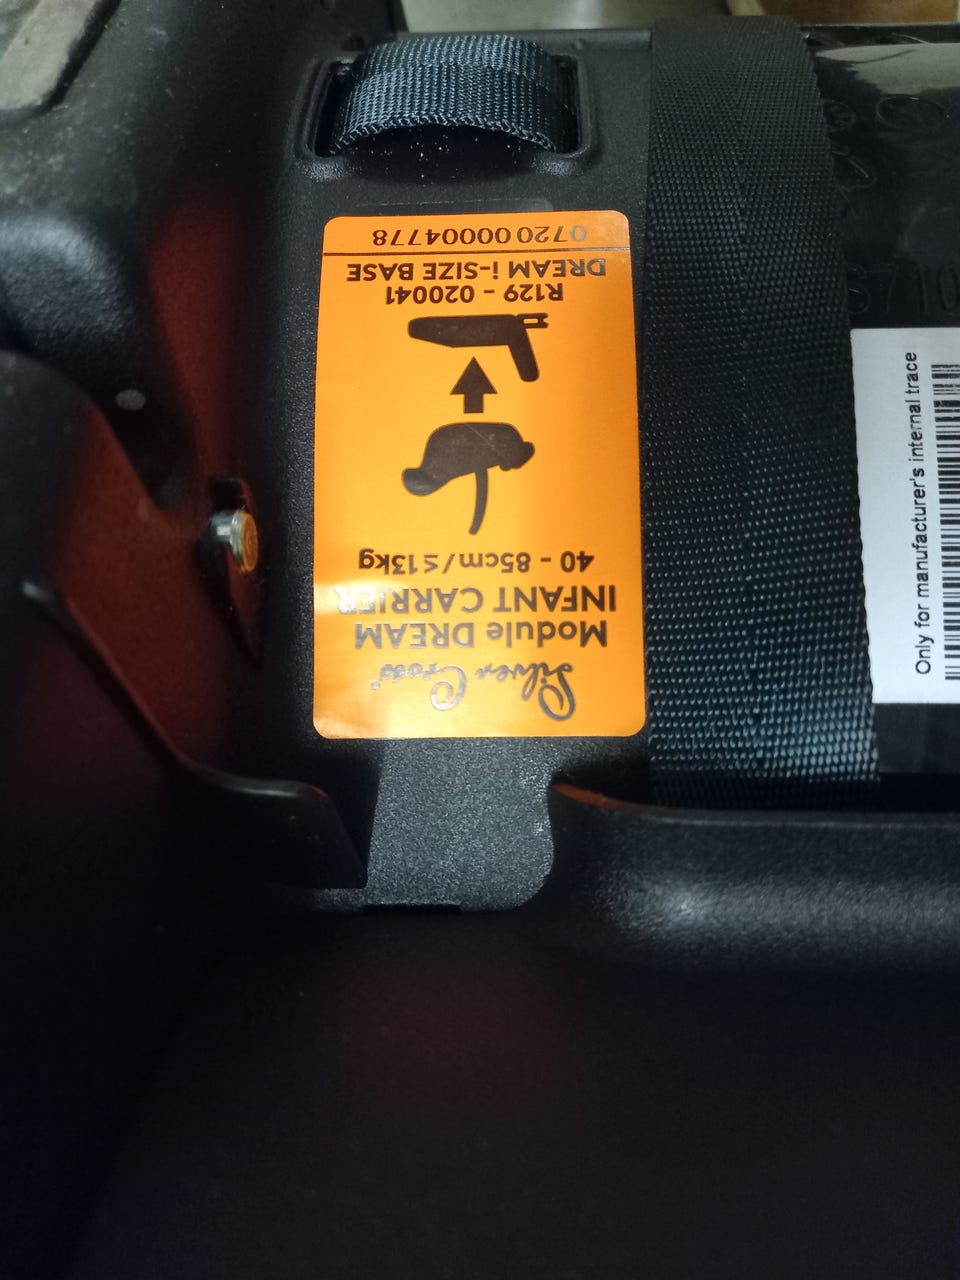 Silver Cross
Module DREAM
INFANT CARRIER
40 - 85cm/≤13kg
R129 - 020041
DREAM i-SIZE BASE
0720 00004778
Only for manufacturer's internal trace